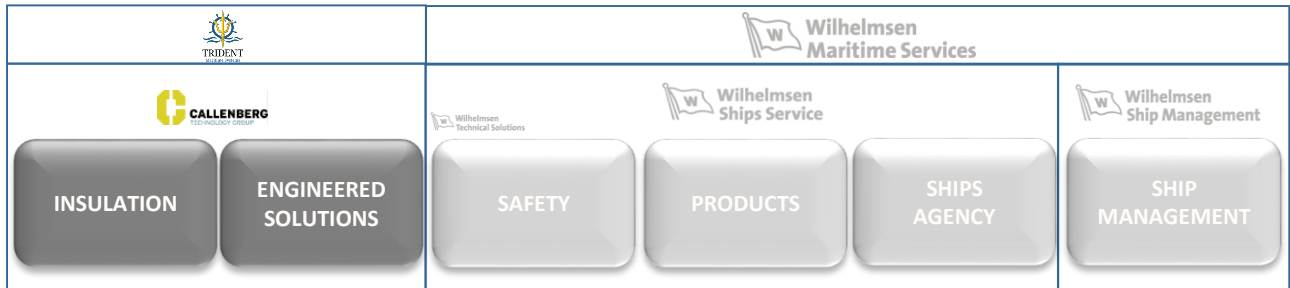 TRIDENT
Wilhelmsen
Maritime Services
CALLENBERG
TECHNOLOGY GROUP
Wilhelmsen
Technical Solutions
Wilhelmsen
Ships Service
Wilhelmsen
Ship Management
INSULATION
ENGINEERED
SOLUTIONS
SAFETY
PRODUCTS
SHIPS
AGENCY
SHIP
MANAGEMENT